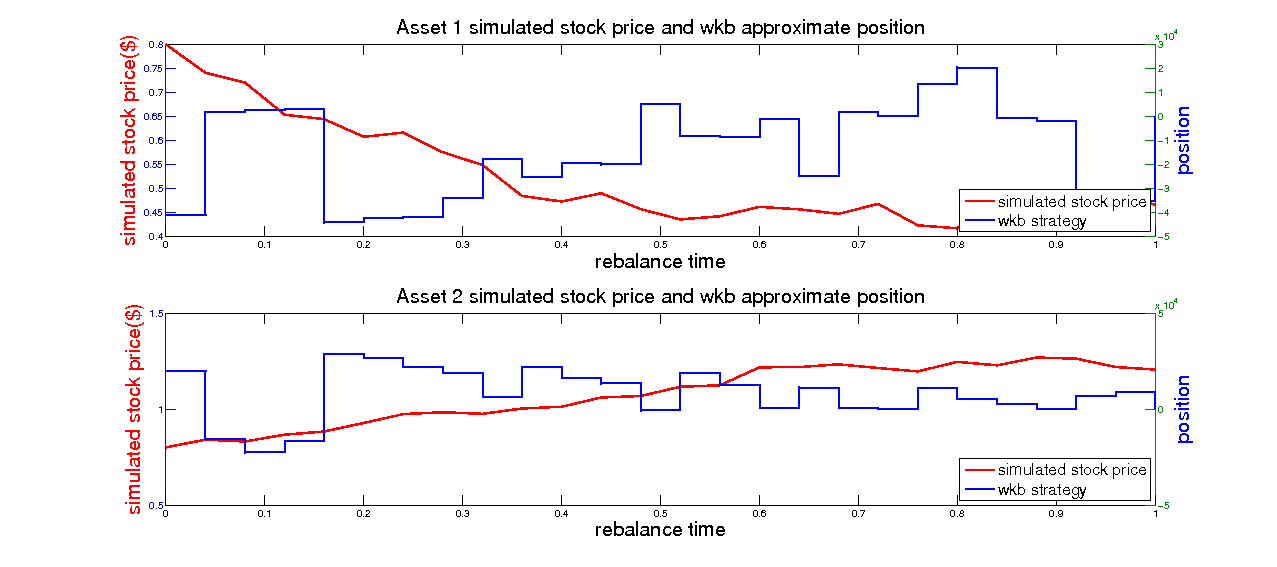 Asset 1 simulated stock price and wkb approximate position
x 10^4
simulated stock price($)
0.8
0.75
0.7
0.65
0.6
0.55
0.5
0.45
0.4
3
2
1
0
−1
−2
−3
−4
−5
position
simulated stock price
wkb strategy
0 0.1 0.2 0.3 0.4 0.5 0.6 0.7 0.8 0.9 1
rebalance time
Asset 2 simulated stock price and wkb approximate position
x 10^4
simulated stock price($)
1.5
1
0.5
5
0
−5
position
simulated stock price
wkb strategy
0 0.1 0.2 0.3 0.4 0.5 0.6 0.7 0.8 0.9 1
rebalance time